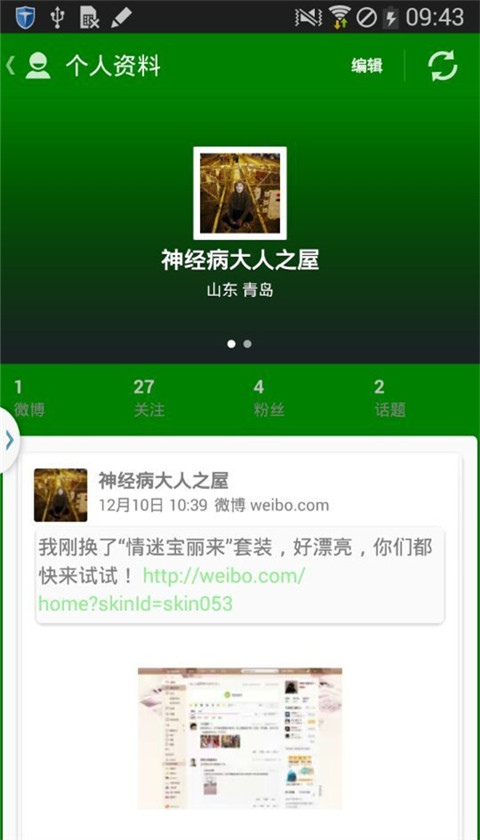 09:43
个人资料
编辑
神经病大人之屋
山东 青岛
1 27 4 2
微博 关注 粉丝 话题
神经病大人之屋
12月10日 10:39 微博 weibo.com
我刚换了“情迷宝丽来”套装，好漂亮，你们都
快来试试！ http://weibo.com/
home?skinId=skin053